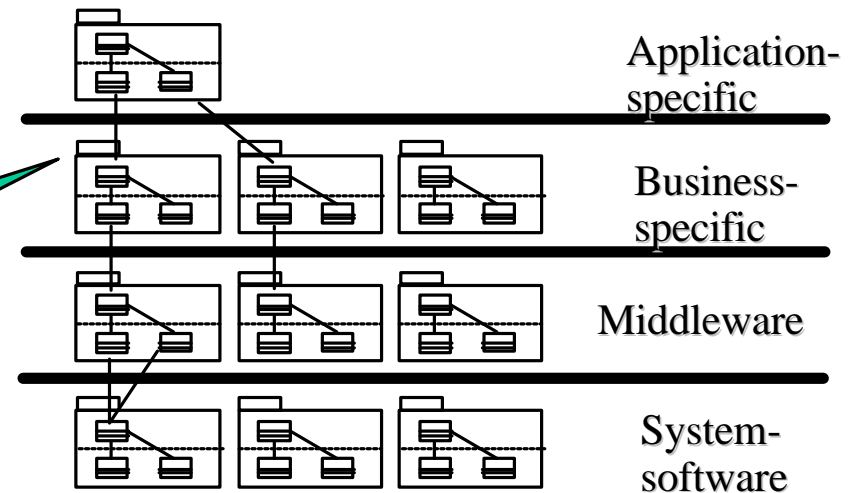 Application-
specific
Business-
specific
Middleware
System-
software